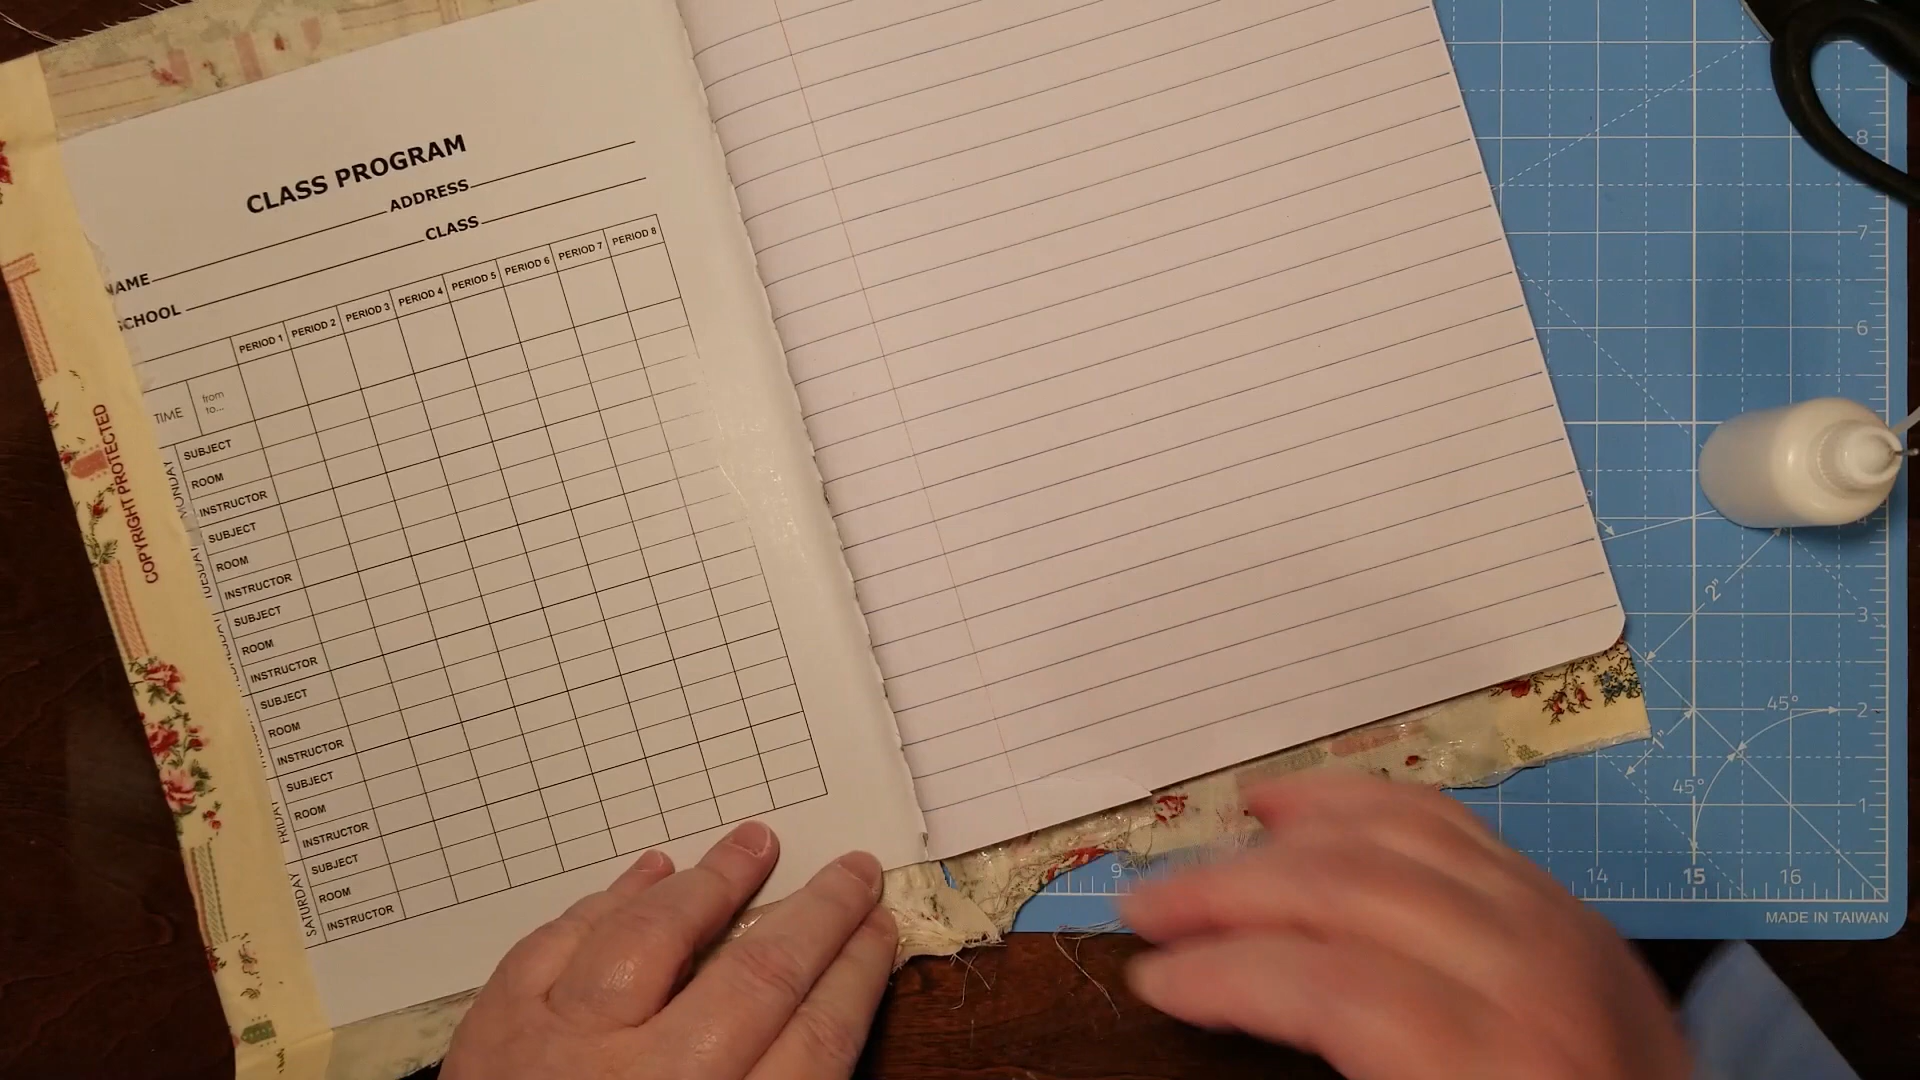 CLASS PROGRAM
NAME ADDRESS
SCHOOL CLASS
PERIOD 1 PERIOD 2 PERIOD 3 PERIOD 4 PERIOD 5 PERIOD 6 PERIOD 7 PERIOD 8
TIME from
to...
MONDAY
SUBJECT
ROOM
INSTRUCTOR
TUESDAY
SUBJECT
ROOM
INSTRUCTOR
SUBJECT
ROOM
INSTRUCTOR
SUBJECT
ROOM
INSTRUCTOR
FRIDAY
SUBJECT
ROOM
INSTRUCTOR
SATURDAY
SUBJECT
ROOM
INSTRUCTOR
COPYRIGHT PROTECTED
8
7
6
3
2
1
2"
1"
45°
45°
9
14
15
16
MADE IN TAIWAN